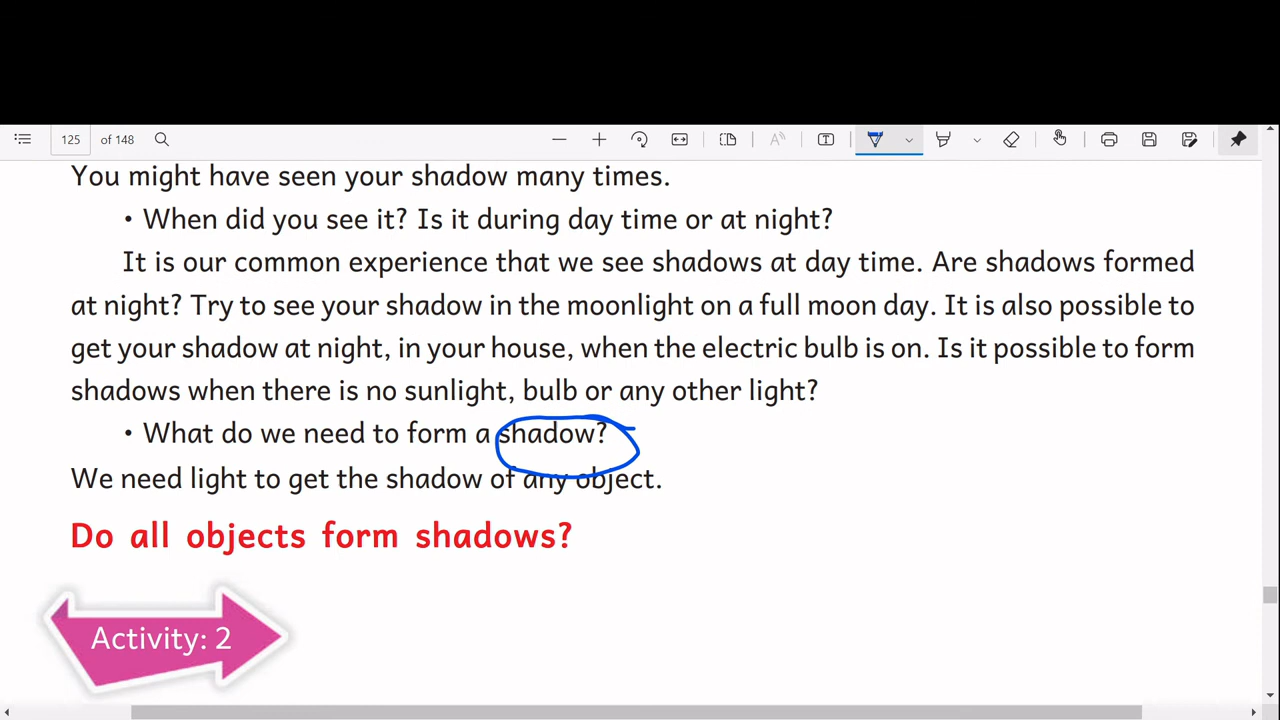 125 of 148
You might have seen your shadow many times.
• When did you see it? Is it during day time or at night?
It is our common experience that we see shadows at day time. Are shadows formed
at night? Try to see your shadow in the moonlight on a full moon day. It is also possible to
get your shadow at night, in your house, when the electric bulb is on. Is it possible to form
shadows when there is no sunlight, bulb or any other light?
• What do we need to form a shadow?
We need light to get the shadow of any object.
Do all objects form shadows?
Activity: 2